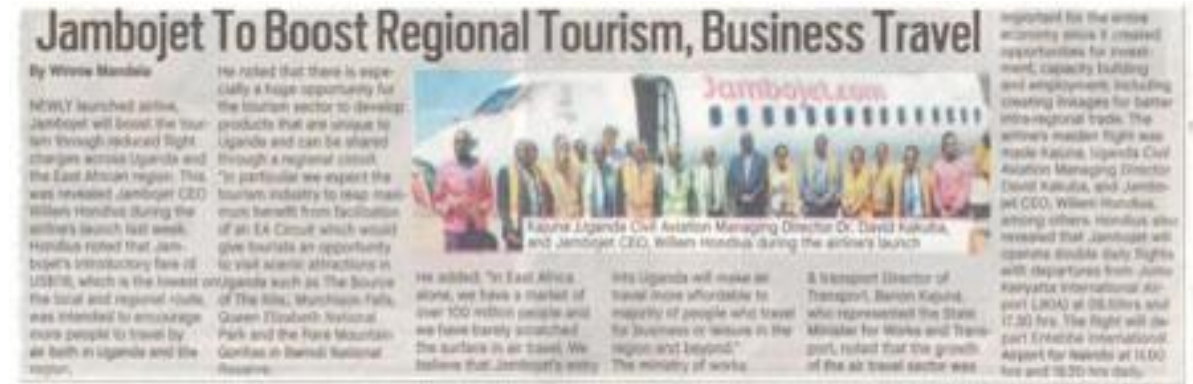 Jambojet To Boost Regional Tourism, Business Travel
By Winnie Mandela
NEWLY launched airline,
Jambojet will boost the tour-
ism through reduced flight
charges across Uganda and
the East African region. This
was revealed Jambojet CEO
Willem Hondius during the
airline's launch last week.
Hondius noted that Jam-
bojet's introductory fare of
which is the lowest on
the local and regional route,
was intended to encourage
more people to travel by
air both in Uganda and the
region.
He noted that there is espe-
cially a huge opportunity for
the tourism sector to develop
products that are unique to
Uganda and can be shared
through a regional circuit.
"In particular we expect the
tourism industry to reap maxi-
mum benefit from facilitation
of an EA Circuit which would
give tourists an opportunity
to visit scenic attractions in
Uganda such as The Source
of The Nile, Murchison Falls,
Queen Elizabeth National
Park and the Rare Mountain
Gorillas in Bwindi National
Reserve.
Jambojet.com
Kajuna ,Uganda Civil Aviation Managing Director Dr. David Kakuba,
and Jambojet CEO, Willem Hondius during the airline's launch
He added, "In East Africa
alone, we have a market of
over 100 million people and
we have barely scratched
the surface in air travel. We
believe that Jambojet's entry
into Uganda will make air
travel more affordable to
majority of people who travel
for business or leisure in the
region and beyond."
The ministry of works
& transport Director of
Transport, Benon Kajuna,
who represented the State
Minister for Works and Trans-
port, noted that the growth
of the air travel sector was
important for the entire
economy since it created
opportunities for invest-
ment, capacity building
and employment, including
creating linkages for better
intra-regional trade. The
airline's maiden flight was
made Kajuna, Uganda Civil
Aviation Managing Director
David Kakuba, and Jambo-
jet CEO, Willem Hondius,
among others. Hondius also
revealed that Jambojet will
operate double daily flights
with departures from Jomo
Kenyatta International Air-
port (JKIA) at
17.30 hrs. The flight will de-
part Entebbe International
Airport for Nairobi at
hrs and hrs daily.